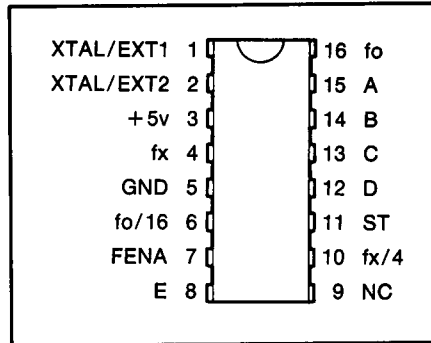 XTAL/EXT1 1 16 fo
XTAL/EXT2 2 15 A
+5v 3 14 B
fx 4 13 C
GND 5 12 D
fo/16 6 11 ST
FENA 7 10 fx/4
E 8 9 NC